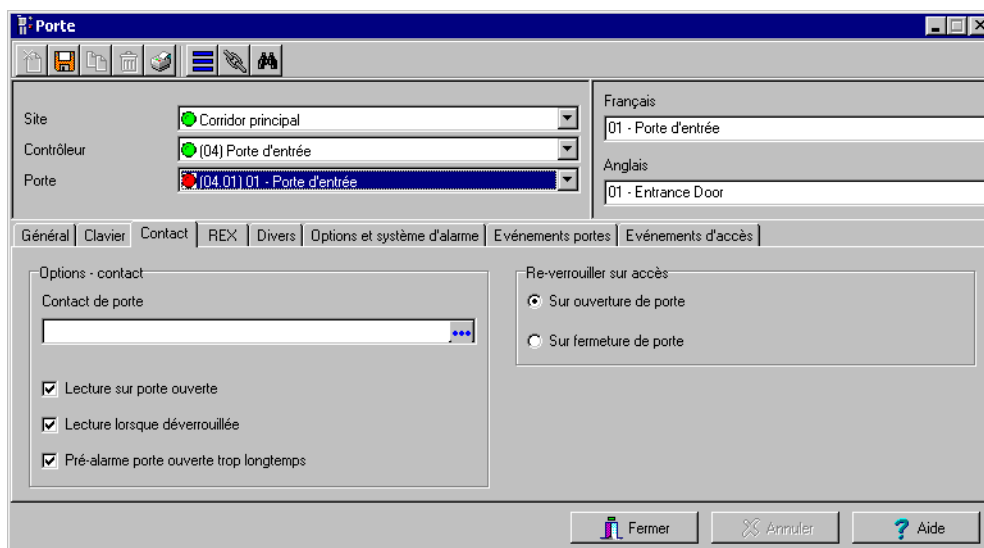 Porte
Site
Corridor principal
Contrôleur
(04) Porte d'entrée
Porte
(04.01) 01 - Porte d'entrée
Français
01 - Porte d'entrée
Anglais
01 - Entrance Door
Général Clavier Contact REX Divers Options et système d'alarme Evénements portes Evénements d'accès
Options - contact
Contact de porte
Lecture sur porte ouverte
Lecture lorsque déverrouillée
Pré-alarme porte ouverte trop longtemps
Re-verrouiller sur accès
Sur ouverture de porte
Sur fermeture de porte
Fermer Annuler Aide